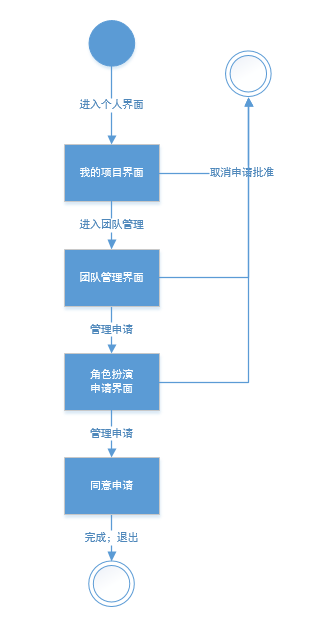 进入个人界面
我的项目界面
取消申请批准
进入团队管理
团队管理界面
管理申请
角色扮演
申请界面
管理申请
同意申请
完成；退出